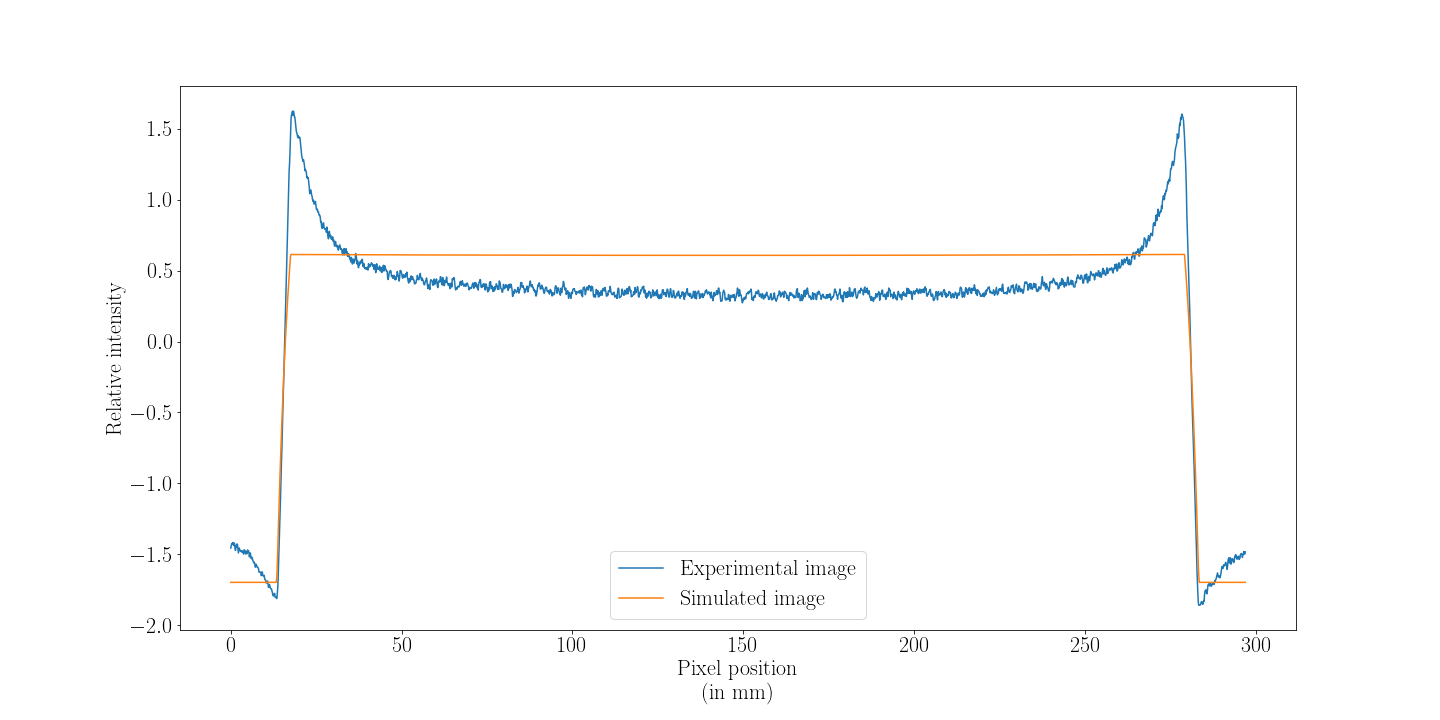 1.5
1.0
0.5
0.0
−0.5
−1.0
−1.5
−2.0
Relative intensity
Experimental image
Simulated image
0 50 100 150 200 250 300
Pixel position
(in mm)